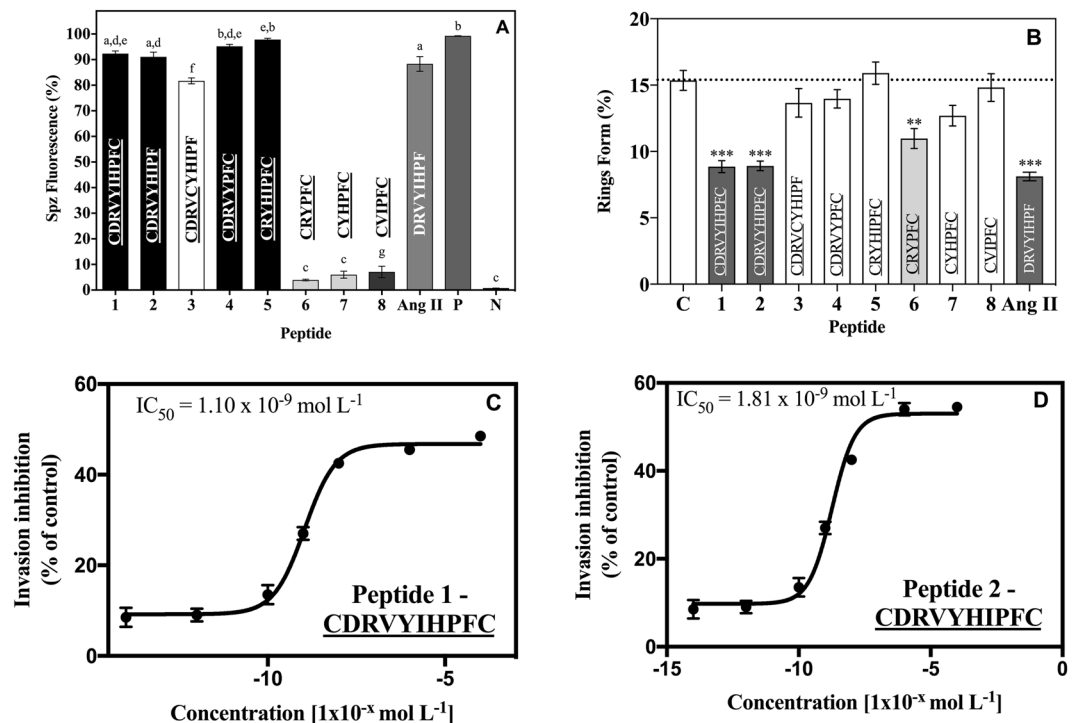 A
Spz Fluorescence (%)
100
90
80
70
60
50
40
30
20
10
0
a,d,e
a,d
f
b,d,e
e,b
c
c
g
a
b
c
CDRVYIHPFC
CDRVYHIPF
CDRVCYHIPF
CDRVYPFC
CRYHIPFC
CRYPFC
CYHPFC
CVIPFC
DRVYIHPF
1 2 3 4 5 6 7 8 Ang II P N
Peptide
B
Rings Form (%)
20
15
10
5
0
***
***
**
***
CDRVYIHPFC
CDRVYHIPFC
CDRVCYHIPF
CDRVYPFC
CRYHIPFC
CRYPFC
CYHPFC
CVIPFC
DRVYIHPF
C 1 2 3 4 5 6 7 8 Ang II
Peptide
C
IC50 = 1.10 x 10-9 mol L-1
Invasion inhibition
(% of control)
60
40
20
0
Peptide 1 -
CDRVYIHPFC
-10 -5
Concentration [1x10-x mol L-1]
D
IC50 = 1.81 x 10-9 mol L-1
Invasion inhibition
(% of control)
60
40
20
0
Peptide 2 -
CDRVYHIPFC
-15 -10 -5 0
Concentration [1x10-x mol L-1]